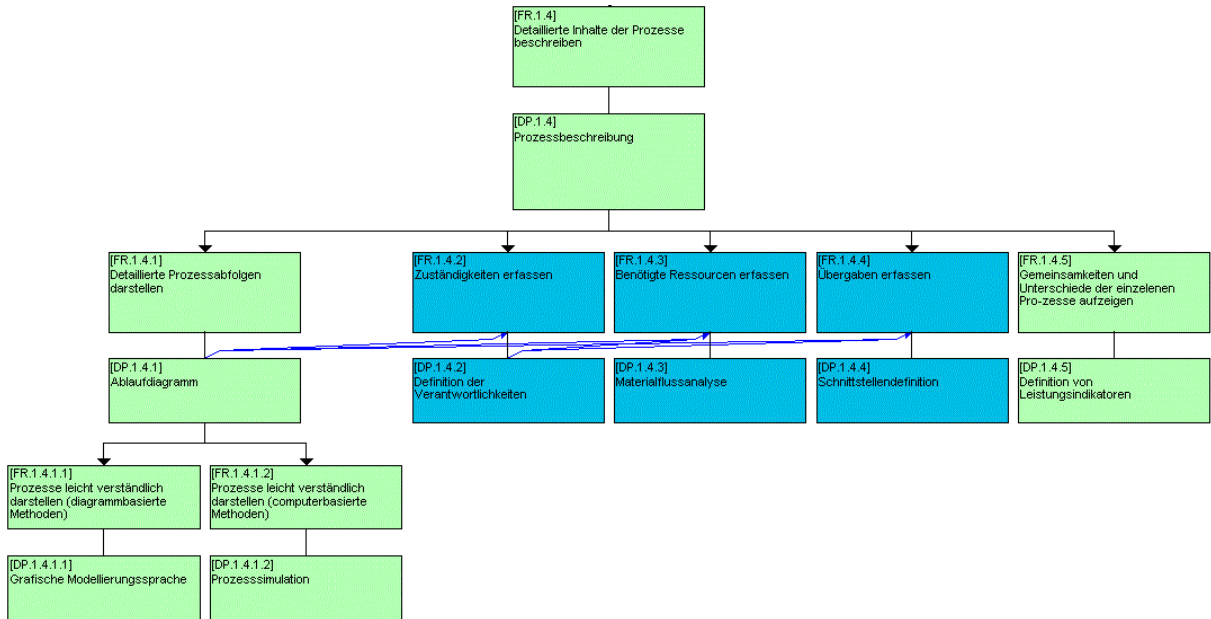 [FR.1.4]
Detaillierte Inhalte der Prozesse
beschreiben
[DP.1.4]
Prozessbeschreibung
[FR.1.4.1]
Detaillierte Prozessabfolgen
darstellen
[FR.1.4.2]
Zuständigkeiten erfassen
[FR.1.4.3]
Benötigte Ressourcen erfassen
[FR.1.4.4]
Übergaben erfassen
[FR.1.4.5]
Gemeinsamkeiten und
Unterschiede der einzelenen
Pro-zesse aufzeigen
[DP.1.4.1]
Ablaufdiagramm
[DP.1.4.2]
Definition der
Verantwortlichkeiten
[DP.1.4.3]
Materialflussanalyse
[DP.1.4.4]
Schnittstellendefinition
[DP.1.4.5]
Definition von
Leistungsindikatoren
[FR.1.4.1.1]
Prozesse leicht verständlich
darstellen (diagrammbasierte
Methoden)
[FR.1.4.1.2]
Prozesse leicht verständlich
darstellen (computerbasierte
Methoden)
[DP.1.4.1.1]
Grafische Modellierungssprache
[DP.1.4.1.2]
Prozesssimulation